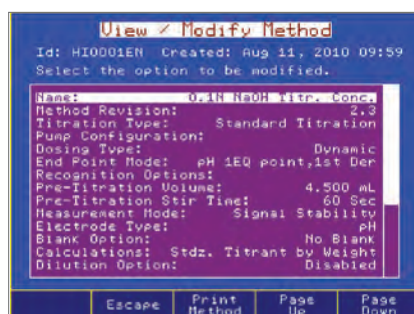 View / Modify Method
Id: HI0001EN Created: Aug 11, 2010 09:59
Select the option to be modified.
Name: 0.1N NaOH Titr. Conc.
Method Revision: 2.3
Titration Type: Standard Titration
Pump Configuration:
Dosing Type: Dynamic
End Point Mode: pH 1EQ point,1st Der
Recognition Options:
Pre-Titration Volume: 4.500 mL
Pre-Titration Stir Time: 60 Sec
Measurement Mode: Signal Stability
Electrode Type: pH
Blank Option: No Blank
Calculations: Stdz. Titrant by Weight
Dilution Option: Disabled
Escape Print Method Page Up Page Down